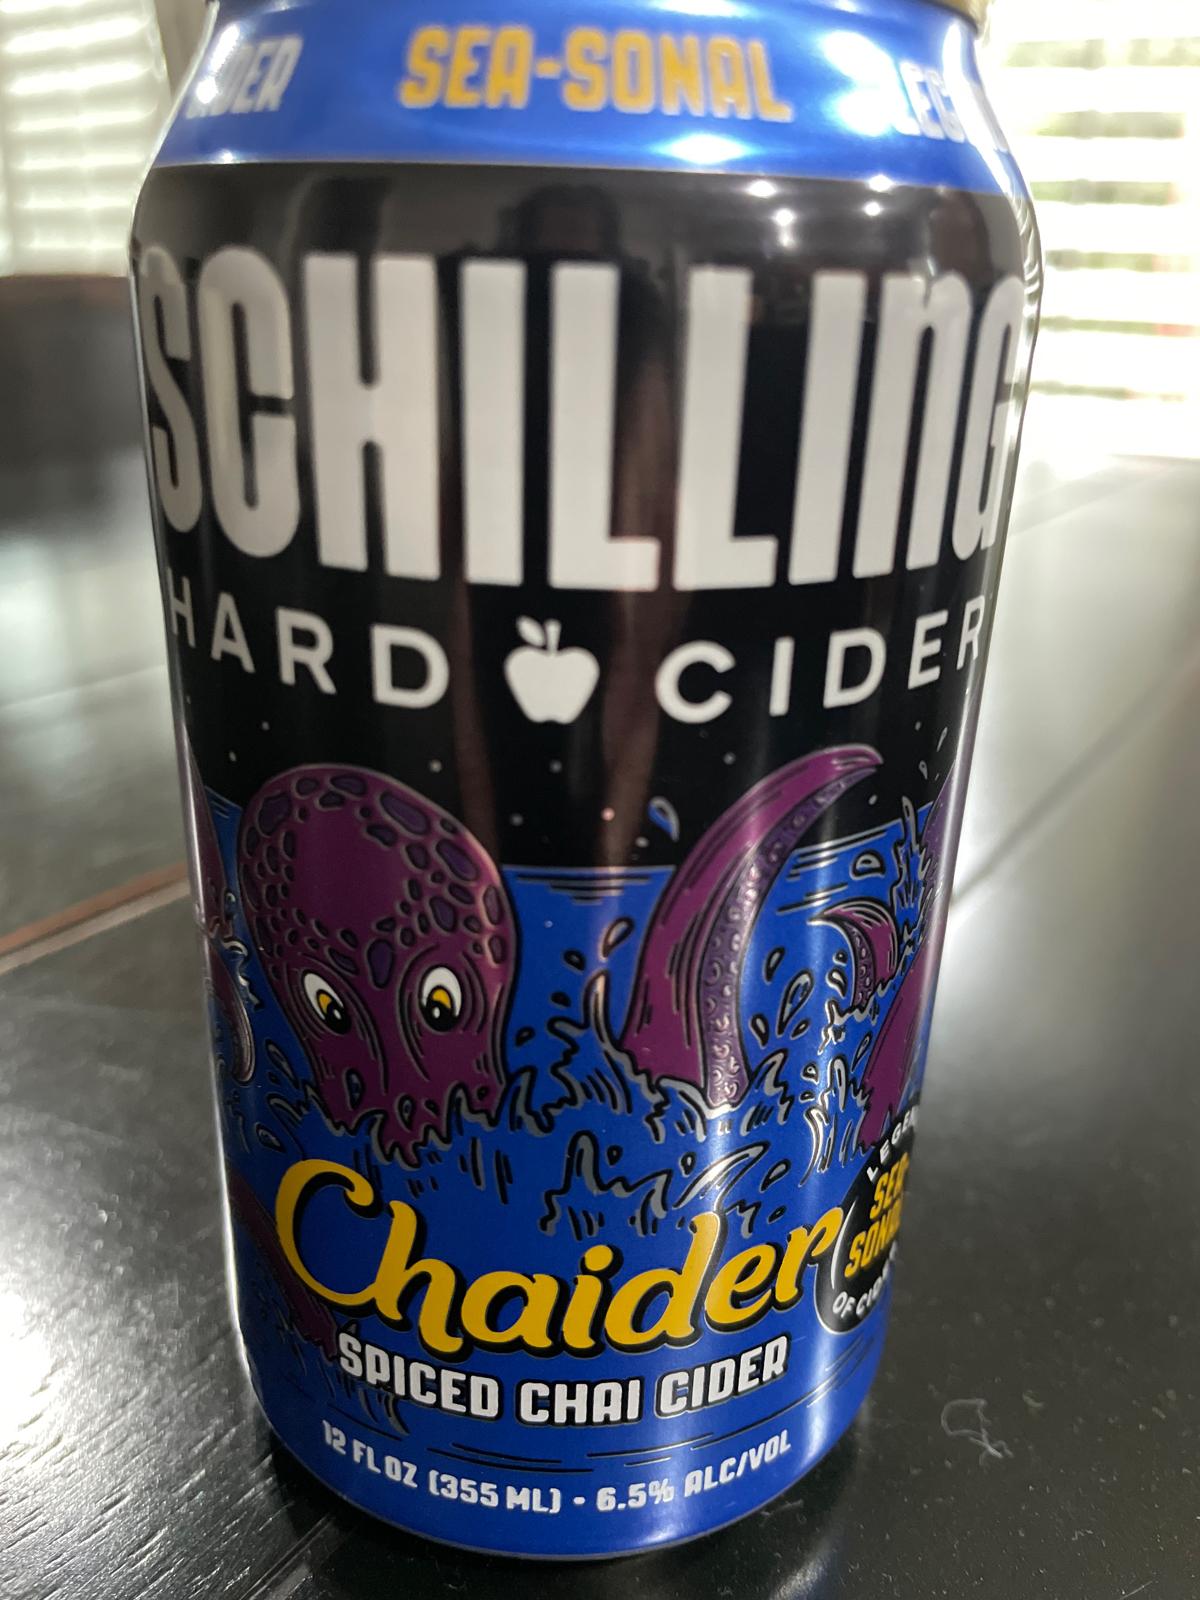 SEA-SONAL
SCHILLING
HARD CIDER
Chaider
SPICED CHAI CIDER
12 FL OZ (355 ML) • 6.5% ALC/VOL